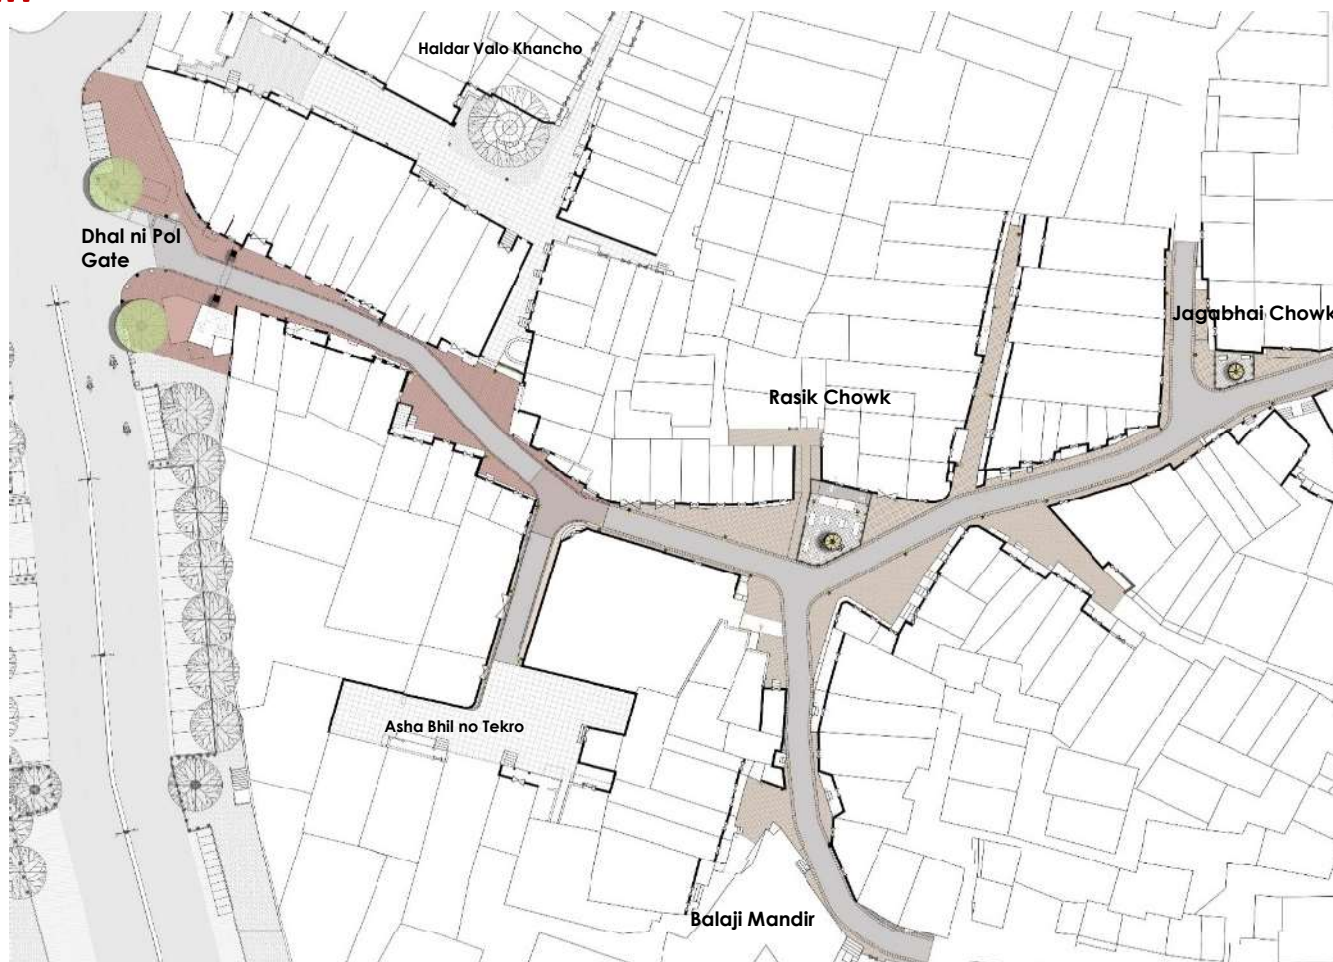 Haldar Valo Khancho
Dhal ni Pol
Gate
Jagabhai Chowk
Rasik Chowk
Asha Bhil no Tekro
Balaji Mandir